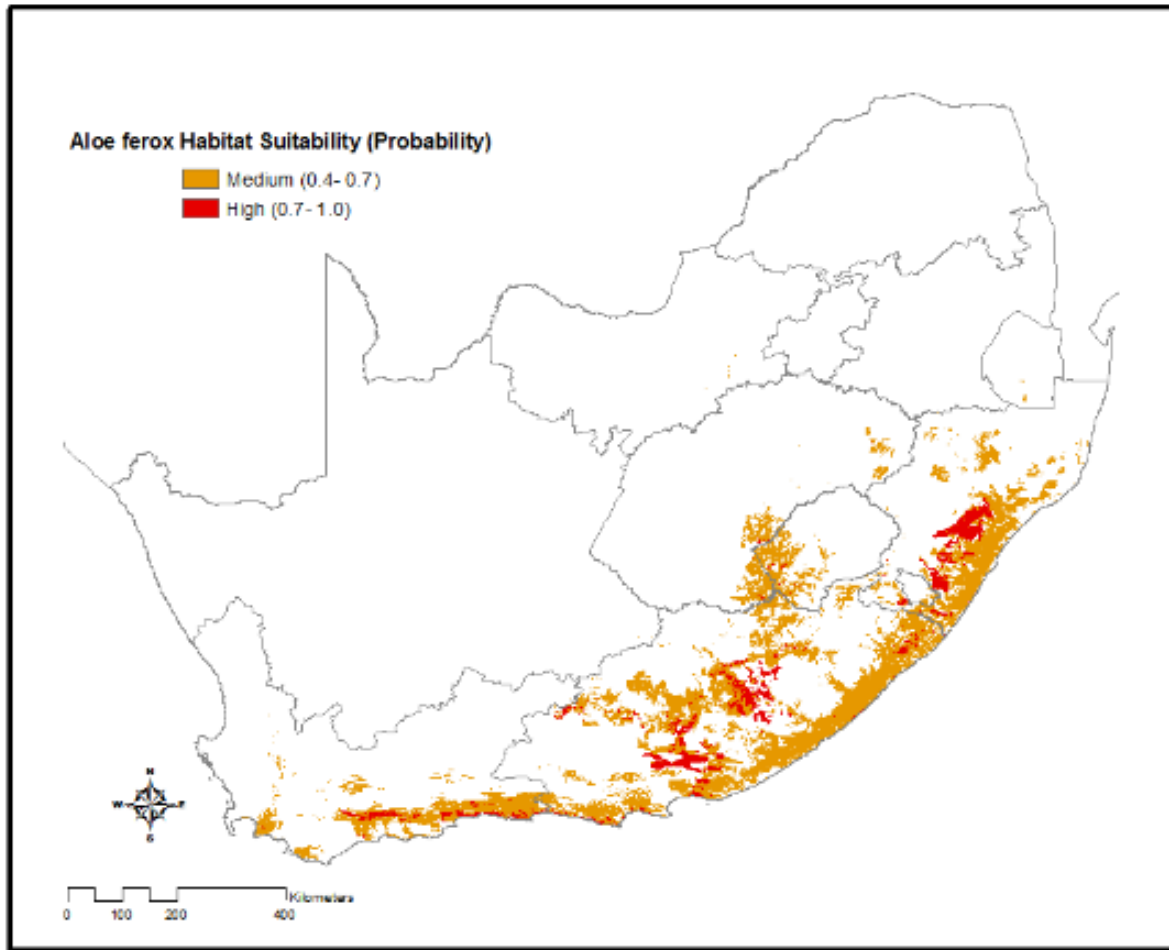 Aloe ferox Habitat Suitability (Probability)
Medium (0.4- 0.7)
High (0.7- 1.0)
N
W E
S
Kilometers
0 100 200 400